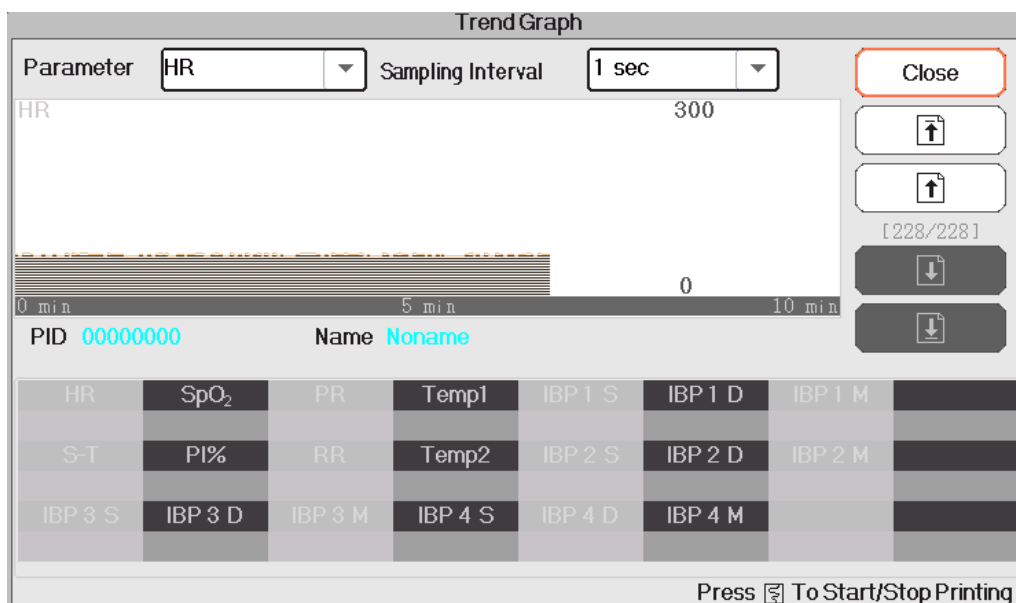 Trend Graph
Parameter HR Sampling Interval 1 sec Close
HR 300
[228/228]
0
0 min 5 min 10 min
PID 00000000 Name Noname
HR SpO₂ PR Temp1 IBP 1 S IBP 1 D IBP 1 M
S-T PI% RR Temp2 IBP 2 S IBP 2 D IBP 2 M
IBP 3 S IBP 3 D IBP 3 M IBP 4 S IBP 4 D IBP 4 M
Press To Start/Stop Printing